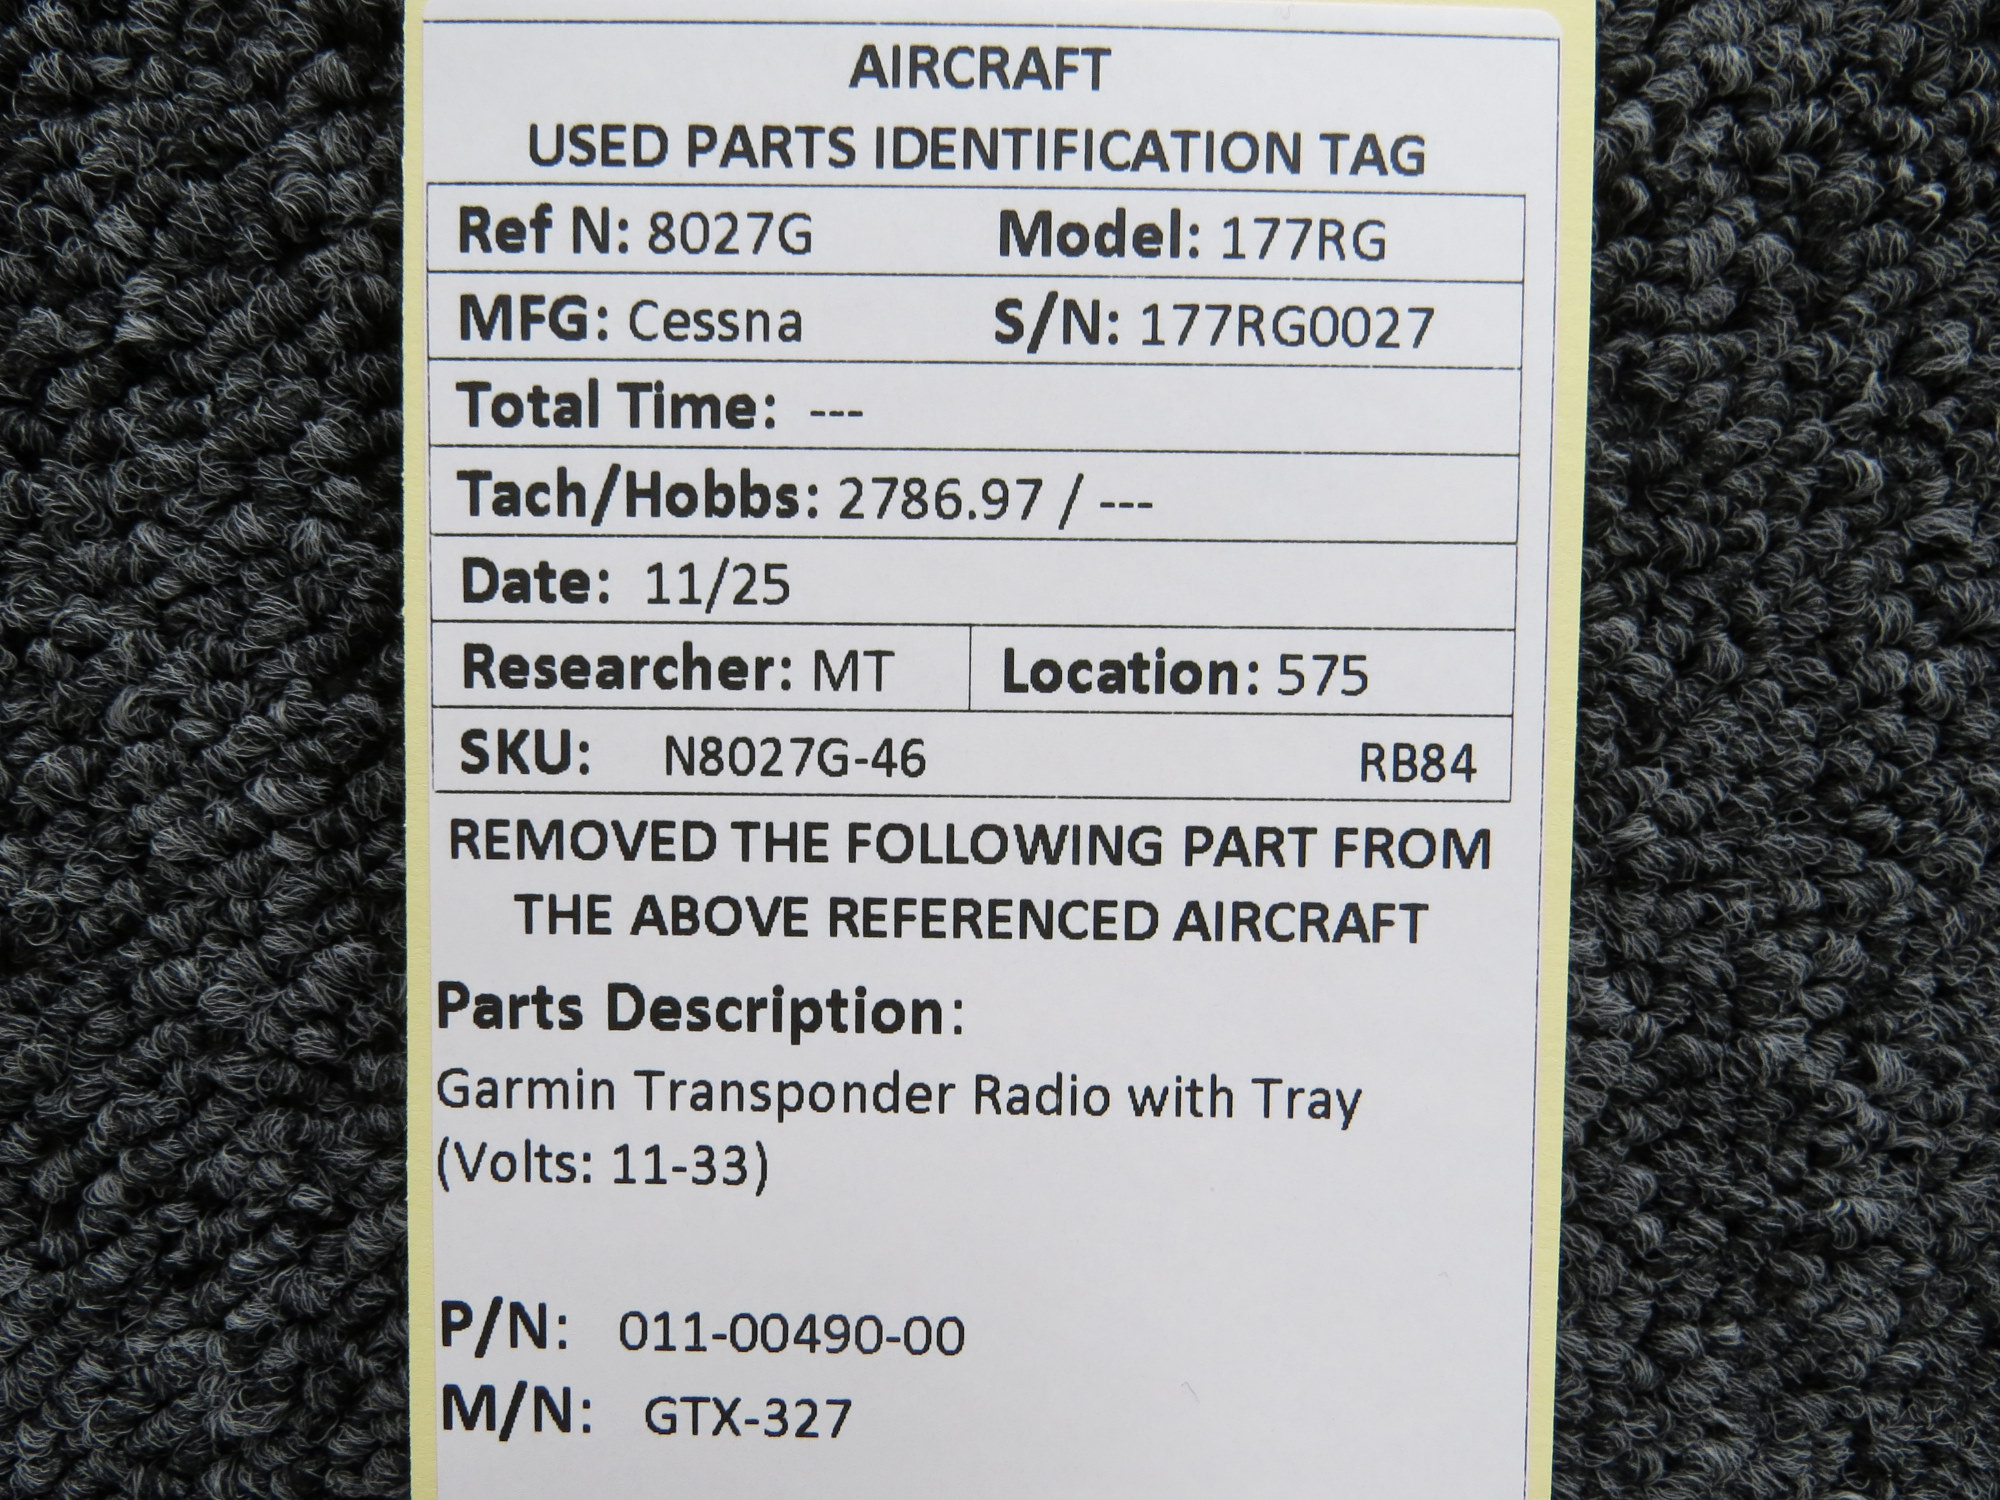 AIRCRAFT
USED PARTS IDENTIFICATION TAG
Ref N: 8027G Model: 177RG
MFG: Cessna S/N: 177RG0027
Total Time: ---
Tach/Hobbs: 2786.97 / ---
Date: 11/25
Researcher: MT Location: 575
SKU: N8027G-46 RB84
REMOVED THE FOLLOWING PART FROM
THE ABOVE REFERENCED AIRCRAFT
Parts Description:
Garmin Transponder Radio with Tray
(Volts: 11-33)
P/N: 011-00490-00
M/N: GTX-327